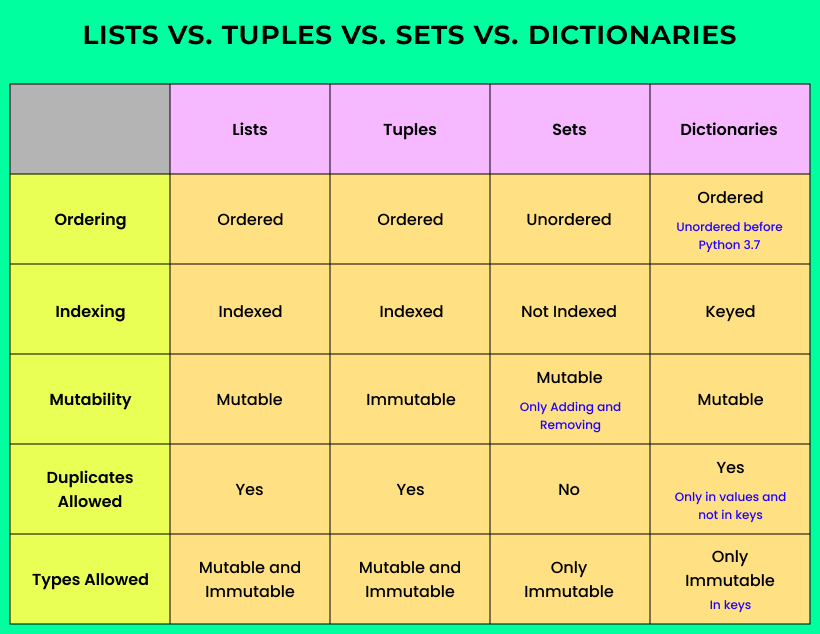 LISTS VS. TUPLES VS. SETS VS. DICTIONARIES
Lists
Tuples
Sets
Dictionaries
Ordering
Ordered
Ordered
Unordered
Ordered
Unordered before
Python 3.7
Indexing
Indexed
Indexed
Not Indexed
Keyed
Mutability
Mutable
Immutable
Mutable
Only Adding and
Removing
Mutable
Duplicates
Allowed
Yes
Yes
No
Yes
Only in values and
not in keys
Types Allowed
Mutable and
Immutable
Mutable and
Immutable
Only
Immutable
Only
Immutable
In keys